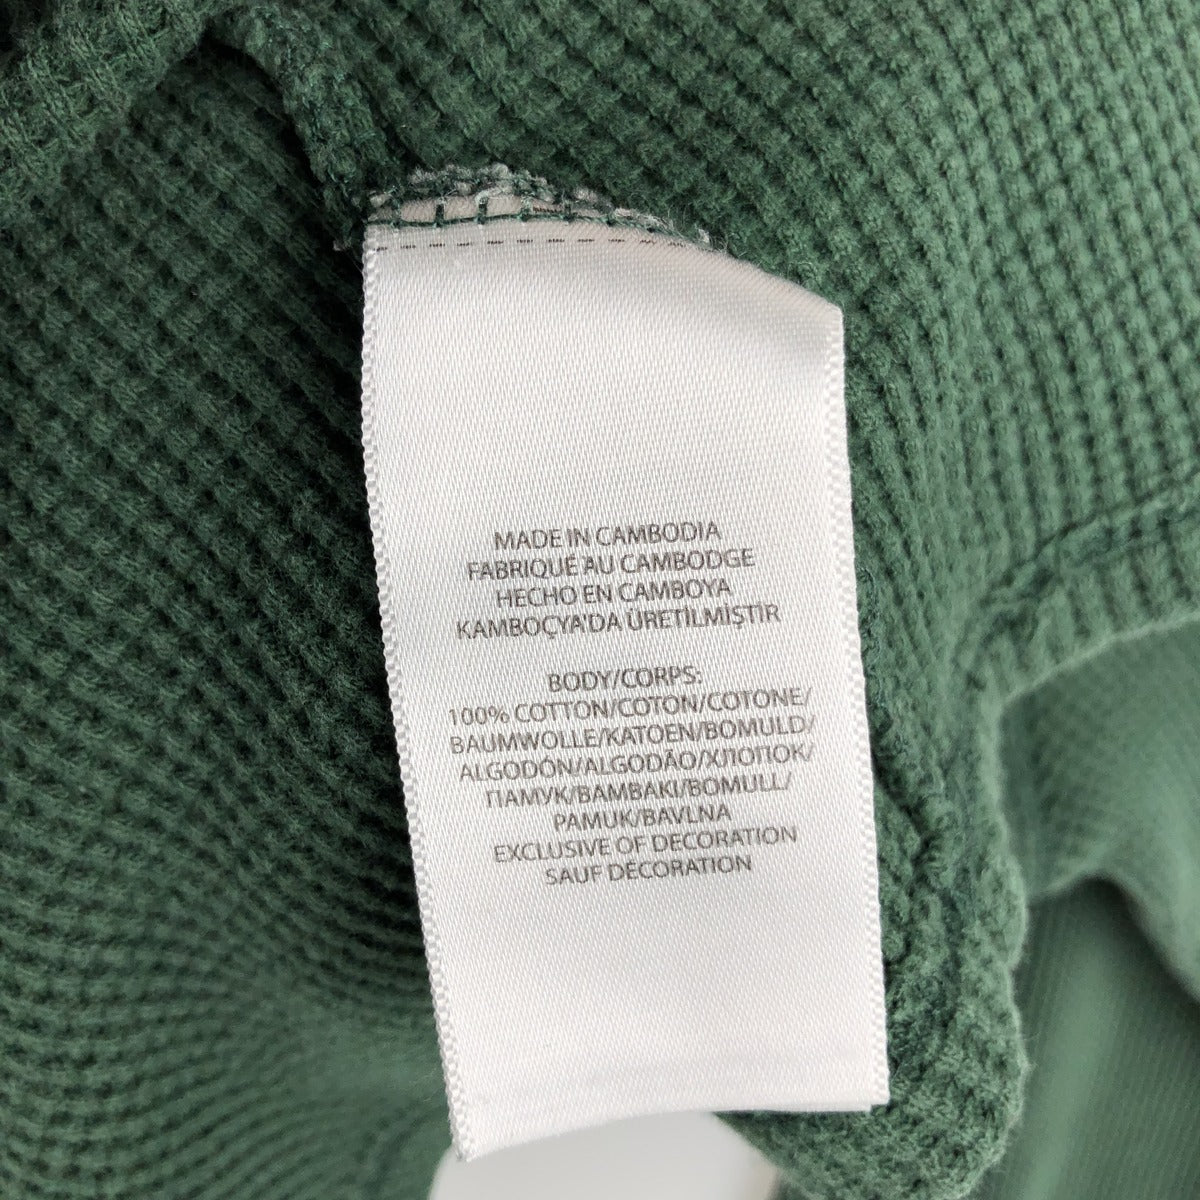 MADE IN CAMBODIA
FABRIQUÉ AU CAMBODGE
HECHO EN CAMBOYA
KAMBOÇYA'DA ÜRETİLMİŞTİR
BODY/CORPS:
100% COTTON/COTON/COTONE/
BAUMWOLLE/KATOEN/BOMULD/
ALGODÓN/ALGODÃO/ХЛОПОК/
ПАМУК/BAMBAKI/BOMULL/
PAMUK/BAVLNA
EXCLUSIVE OF DECORATION
SAUF DÉCORATION